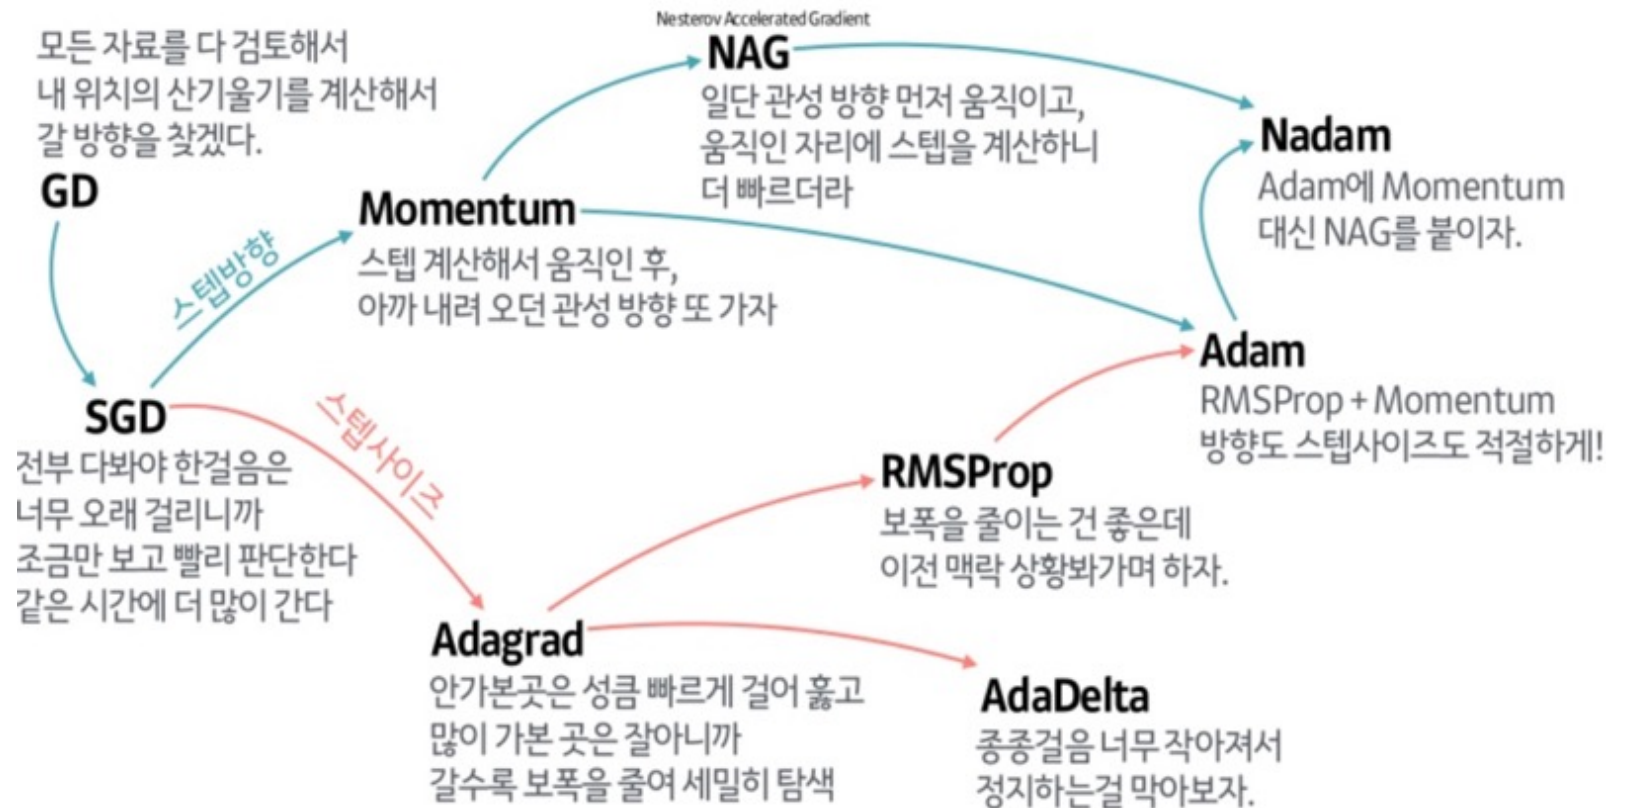 모든 자료를 다 검토해서
내 위치의 산기울기를 계산해서
갈 방향을 찾겠다.
GD
스텝방향
SGD
전부 다봐야 한걸음은
너무 오래 걸리니까
조금만 보고 빨리 판단한다
같은 시간에 더 많이 간다
Momentum
스텝 계산해서 움직인 후,
아까 내려 오던 관성 방향 또 가자
Nesterov Accelerated Gradient
NAG
일단 관성 방향 먼저 움직이고,
움직인 자리에 스텝을 계산하니
더 빠르더라
Nadam
Adam에 Momentum
대신 NAG를 붙이자.
Adam
RMSProp + Momentum
방향도 스텝사이즈도 적절하게!
스텝사이즈
RMSProp
보폭을 줄이는 건 좋은데
이전 맥락 상황봐가며 하자.
Adagrad
안가본곳은 성큼 빠르게 걸어 훓고
많이 가본 곳은 잘아니까
갈수록 보폭을 줄여 세밀히 탐색
AdaDelta
종종걸음 너무 작아져서
정지하는걸 막아보자.